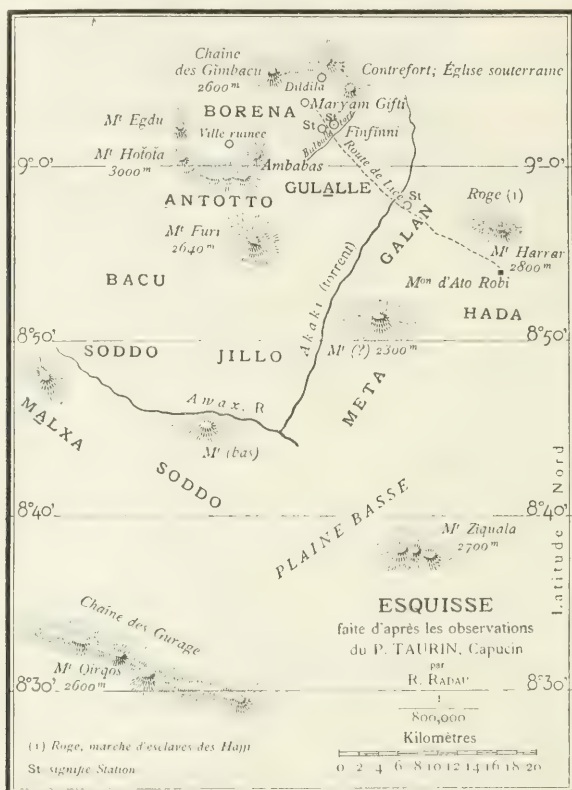 Chaîne
des Gimbacu
2600ᵐ
Dildila
Contrefort; Église souterraine
Mᵗ Egdu
BORENA
Maryam Gifti
St
St
Ville ruinée
Finfinni
9°0'
9°0'
Mᵗ Hofofa
3000ᵐ
Ambabas
Route de Lice
ANTOTTO
GULALLE
St
Roge (1)
GALAN
Mᵗ Furi
2640ᵐ
Mᵗ Harrar
2800ᵐ
Mᵒⁿ d'Ato Robi
BACU
HADA
Akaki (torrent)
8°50'
8°50'
SODDO
JILLO
Mᵗ (?) 2300ᵐ
META
MALXA
Awax. R
Mᵗ (bas)
SODDO
8°40'
8°40'
PLAINE BASSE
Latitude Nord
Mᵗ Ziquala
2700ᵐ
Chaîne des Gurage
Mᵗ Qirqos
2600ᵐ
8°30'
8°30'
ESQUISSE
faite d'après les observations
du P. TAURIN, Capucin
par
R. RADAU
1
800,000
Kilomètres
0 2 4 6 8 10 12 14 16 18 20
(1) Roge, marche d'esclaves des Hajji
St signifie Station